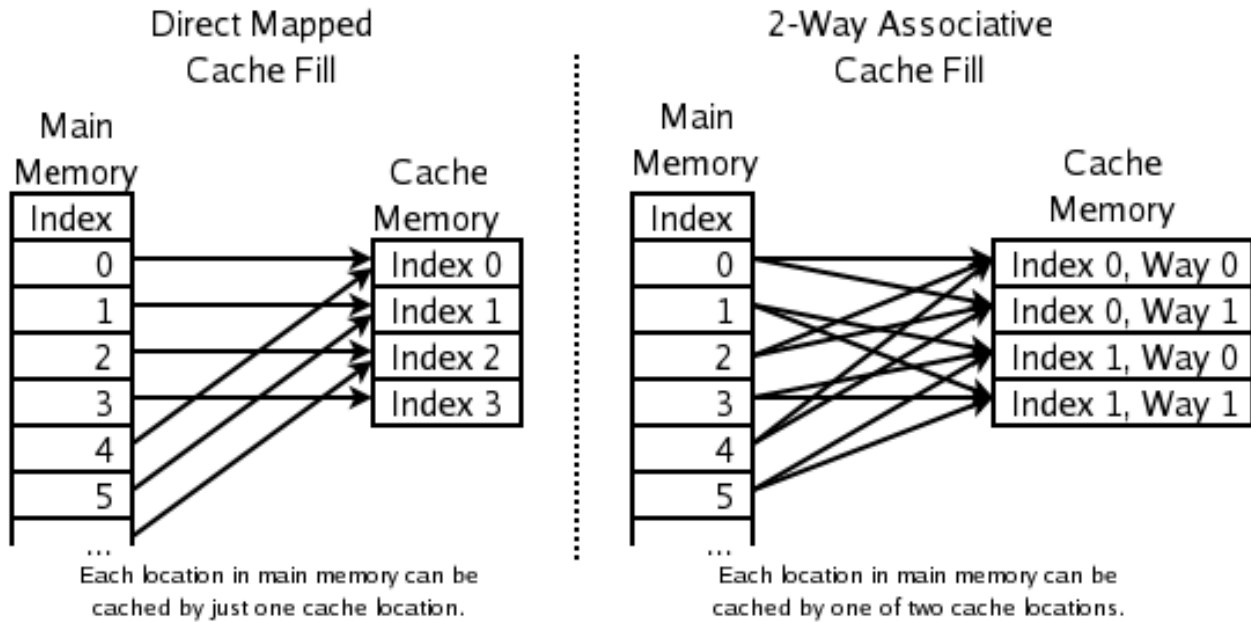 Direct Mapped
Cache Fill
Main
Memory
Index
0
1
2
3
4
5
...
Cache
Memory
Index 0
Index 1
Index 2
Index 3
Each location in main memory can be
cached by just one cache location.
2-Way Associative
Cache Fill
Main
Memory
Index
0
1
2
3
4
5
...
Cache
Memory
Index 0, Way 0
Index 0, Way 1
Index 1, Way 0
Index 1, Way 1
Each location in main memory can be
cached by one of two cache locations.